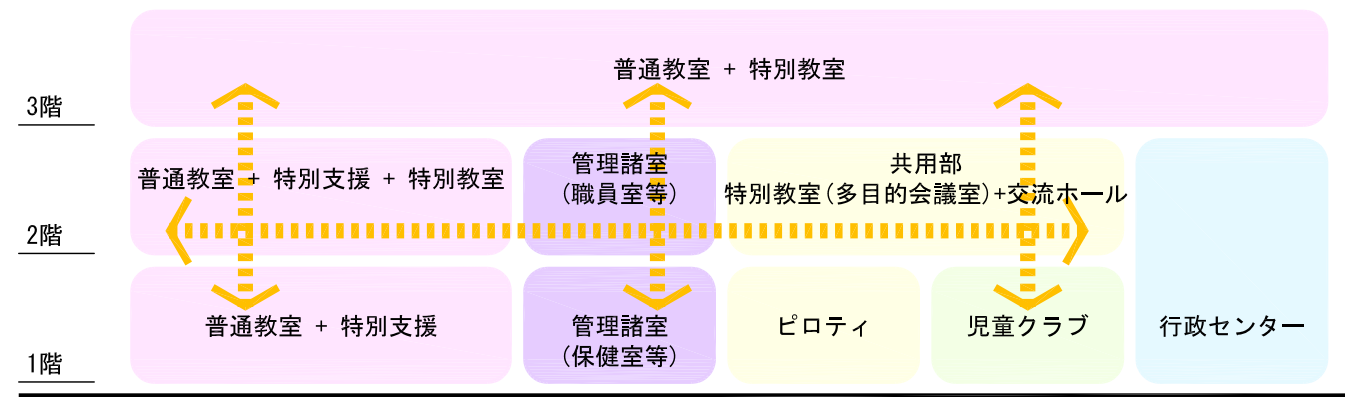 普通教室 + 特別教室
3階
普通教室 + 特別支援 + 特別教室
管理諸室
(職員室等)
共用部
特別教室(多目的会議室)+交流ホール
2階
普通教室 + 特別支援
管理諸室
(保健室等)
ピロティ
児童クラブ
行政センター
1階